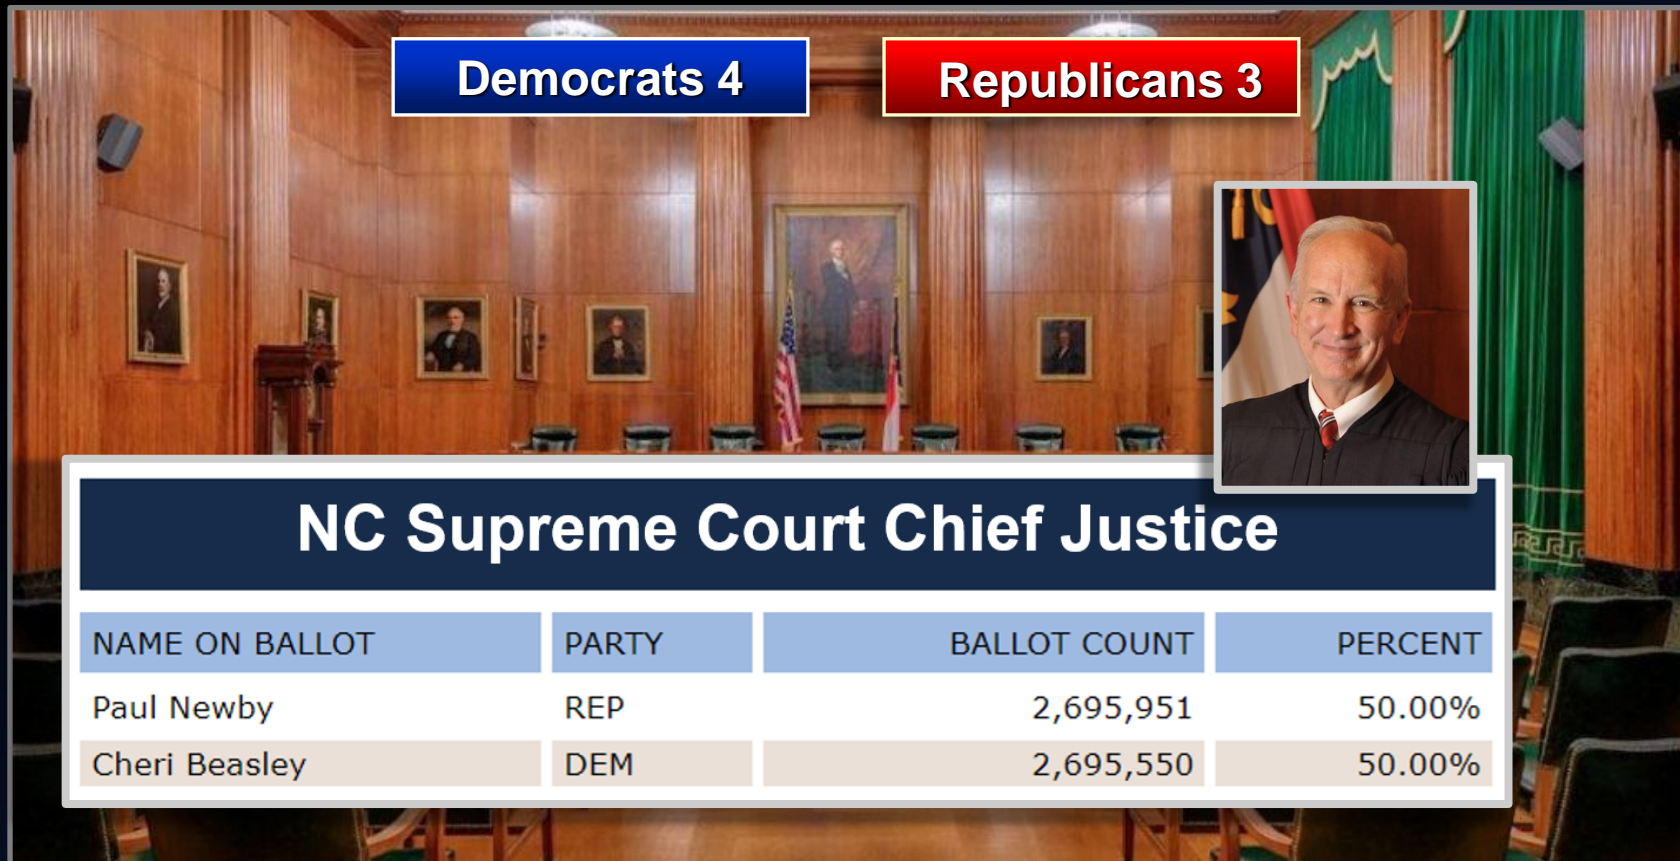 Democrats 4
Republicans 3
NC Supreme Court Chief Justice
NAME ON BALLOT PARTY BALLOT COUNT PERCENT
Paul Newby REP 2,695,951 50.00%
Cheri Beasley DEM 2,695,550 50.00%